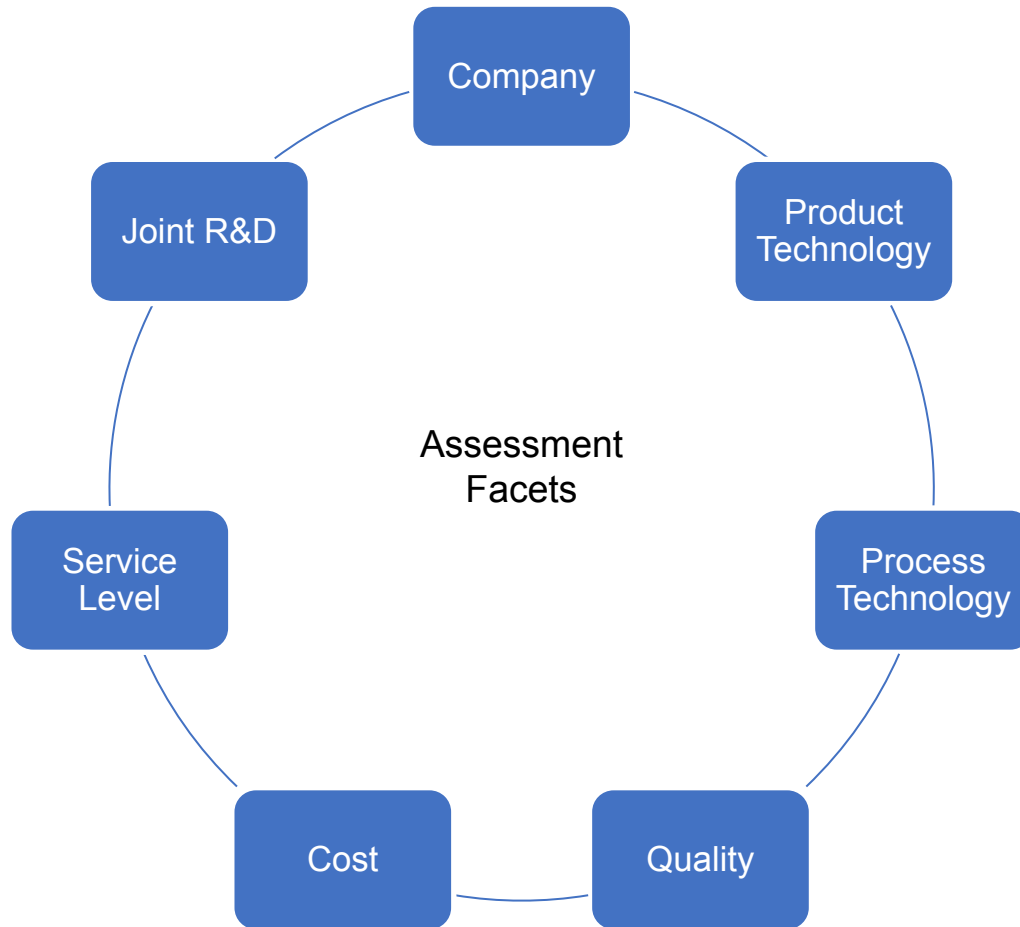 Company
Product
Technology
Process
Technology
Quality
Cost
Service
Level
Joint R&D
Assessment
Facets